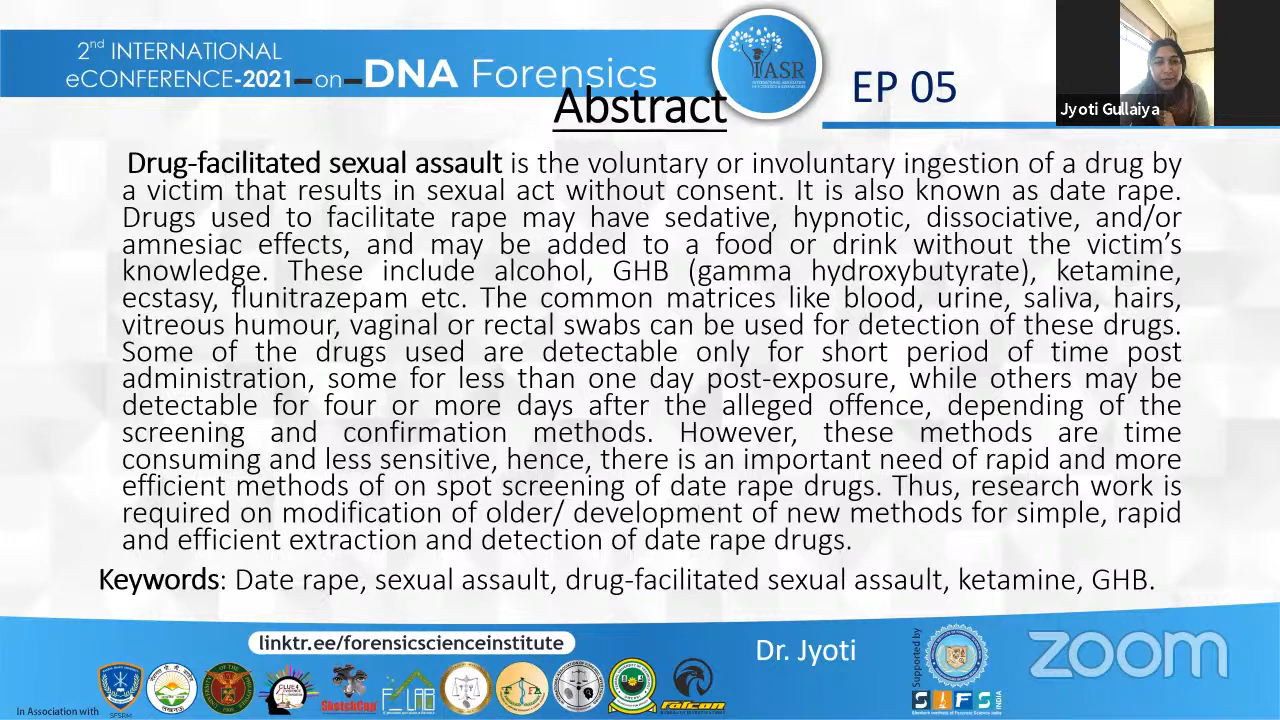 2nd INTERNATIONAL
eCONFERENCE-2021-on-DNA Forensics
IASR
EP 05
Jyoti Gullaiya
Abstract
Drug-facilitated sexual assault is the voluntary or involuntary ingestion of a drug by
a victim that results in sexual act without consent. It is also known as date rape.
Drugs used to facilitate rape may have sedative, hypnotic, dissociative, and/or
amnesiac effects, and may be added to a food or drink without the victim's
knowledge. These include alcohol, GHB (gamma hydroxybutyrate), ketamine,
ecstasy, flunitrazepam etc. The common matrices like blood, urine, saliva, hairs,
vitreous humour, vaginal or rectal swabs can be used for detection of these drugs.
Some of the drugs used are detectable only for short period of time post
administration, some for less than one day post-exposure, while others may be
detectable for four or more days after the alleged offence, depending of the
screening and confirmation methods. However, these methods are time
consuming and less sensitive, hence, there is an important need of rapid and more
efficient methods of on spot screening of date rape drugs. Thus, research work is
required on modification of older/ development of new methods for simple, rapid
and efficient extraction and detection of date rape drugs.
Keywords: Date rape, sexual assault, drug-facilitated sexual assault, ketamine, GHB.
linktr.ee/forensicscienceinstitute
Dr. Jyoti
Supported by
SIFS INDIA
zoom
In Association with
SFSRM
CLUE4
SketchCop
F-LAB
falcon